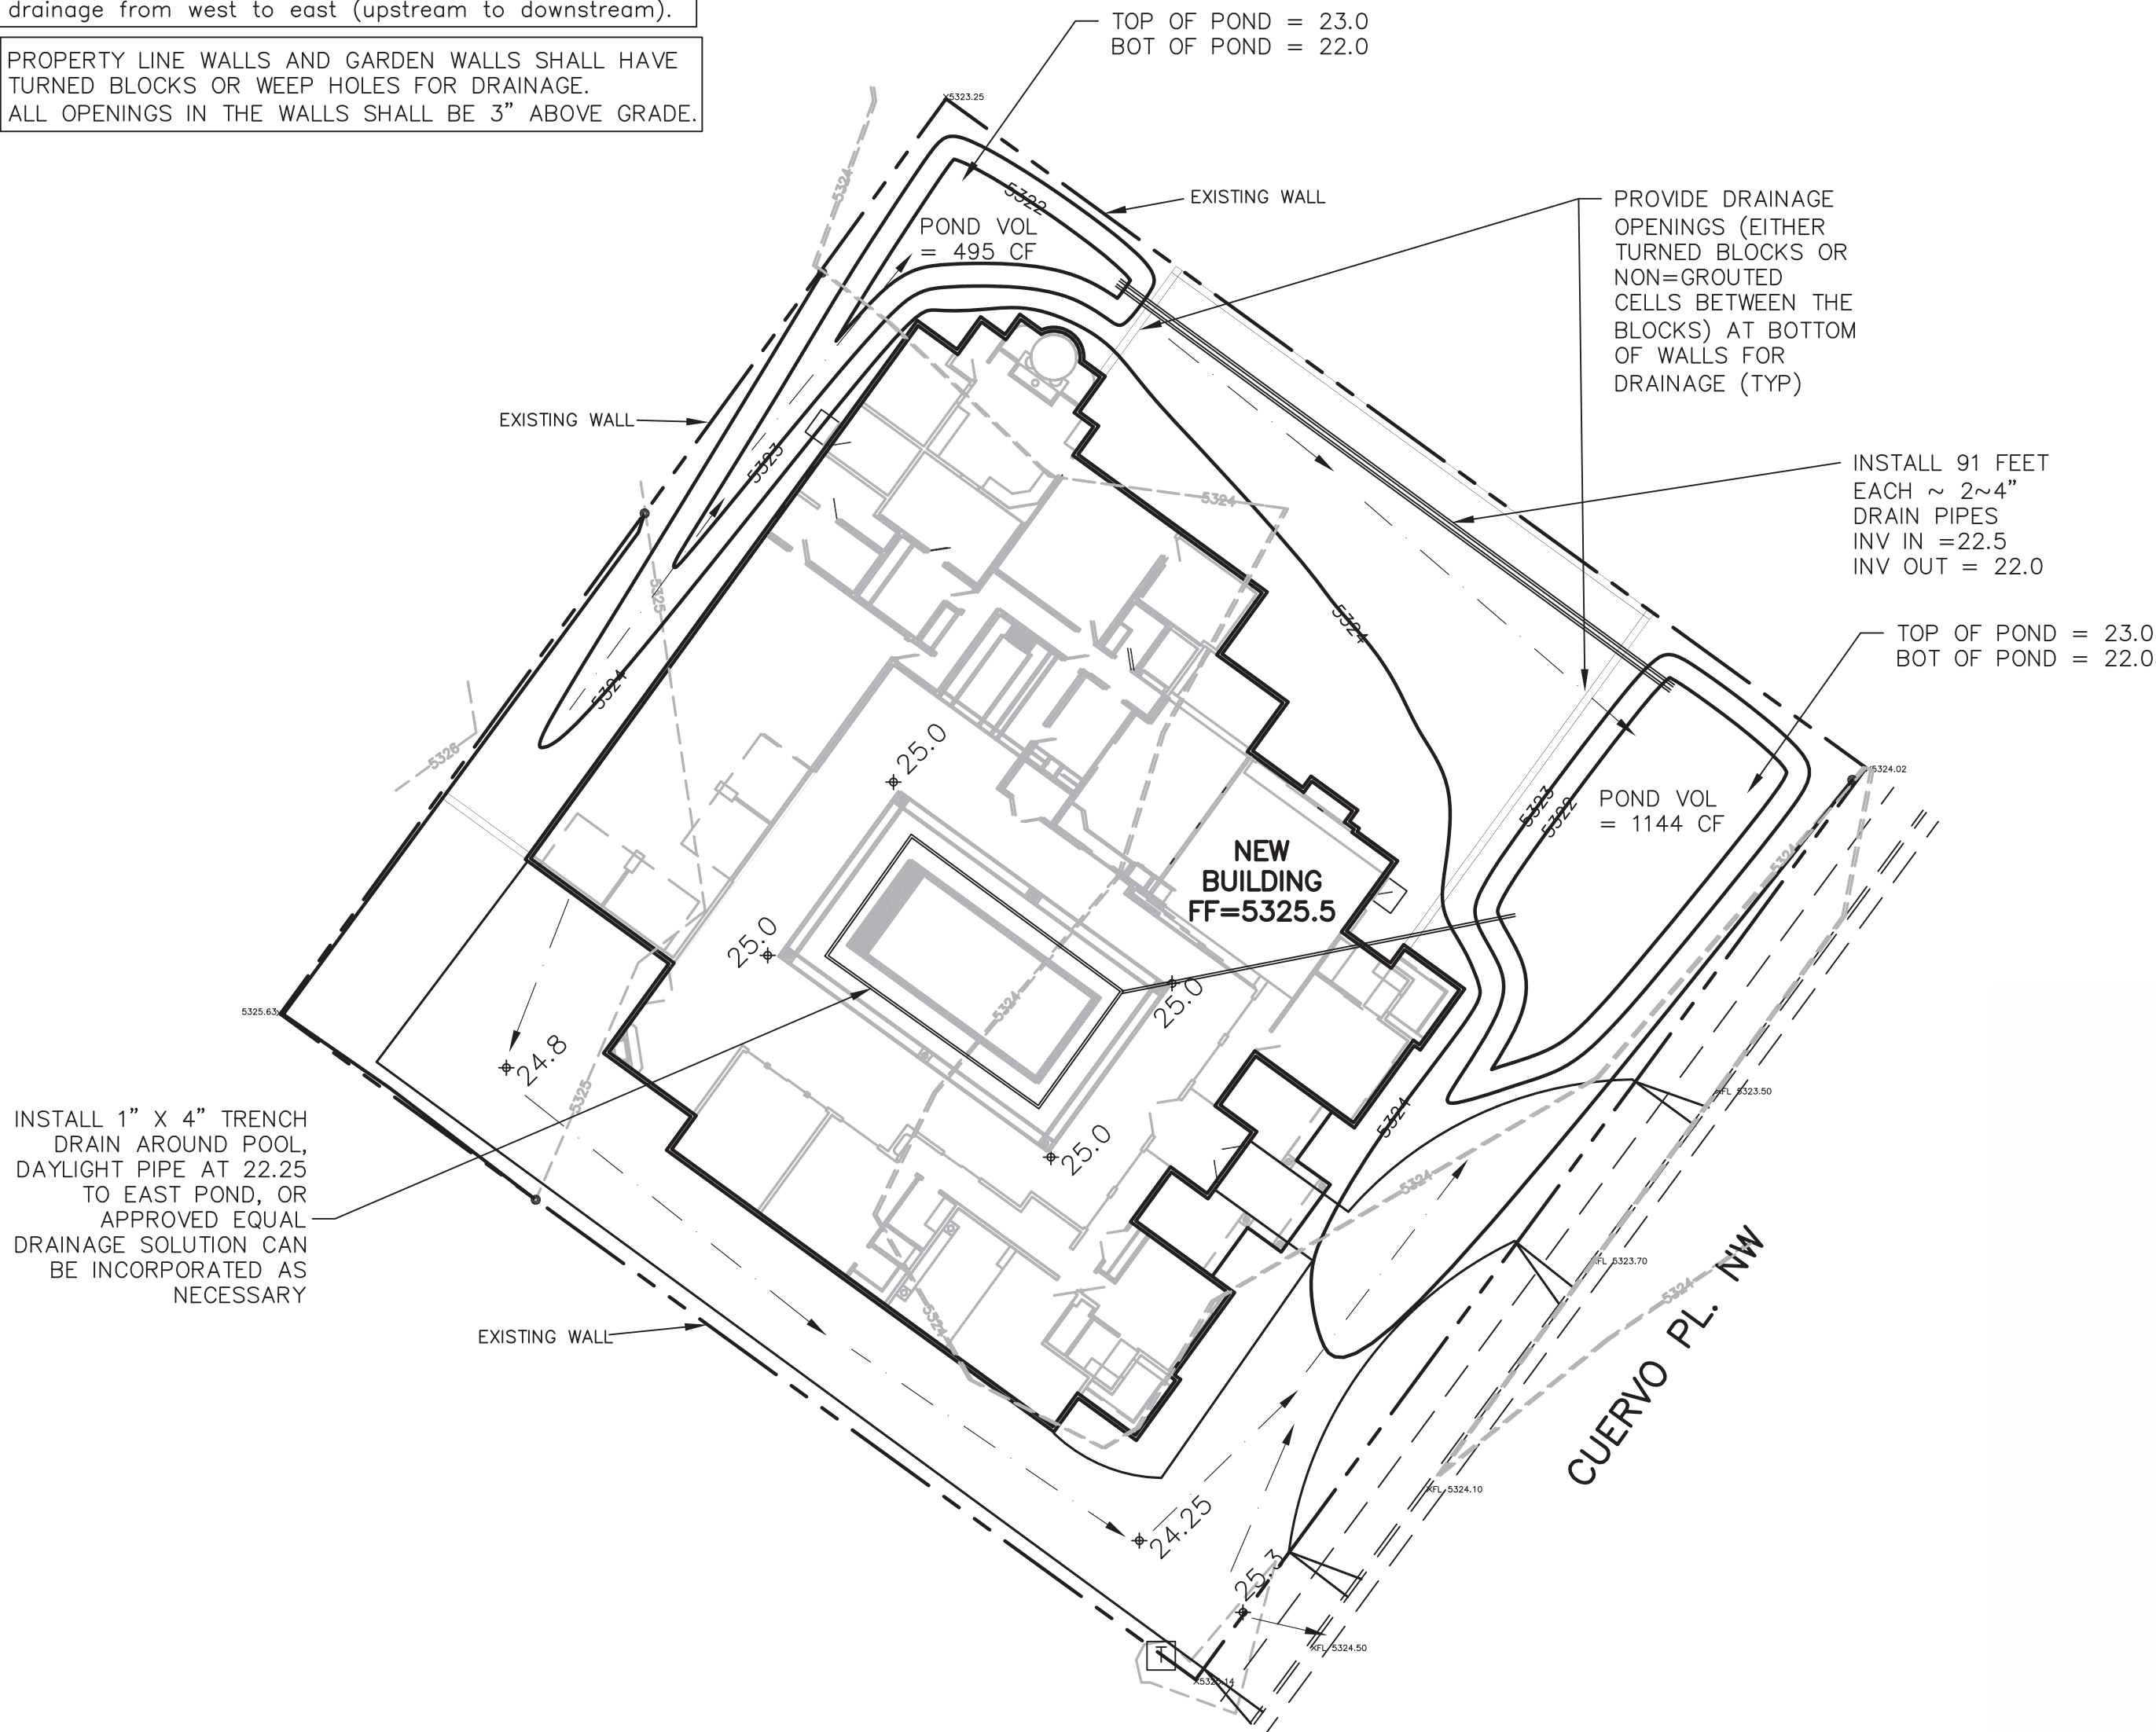 drainage from west to east (upstream to downstream).
PROPERTY LINE WALLS AND GARDEN WALLS SHALL HAVE
TURNED BLOCKS OR WEEP HOLES FOR DRAINAGE.
ALL OPENINGS IN THE WALLS SHALL BE 3" ABOVE GRADE.
TOP OF POND = 23.0
BOT OF POND = 22.0
5323.25
5324
5322
EXISTING WALL
POND VOL
= 495 CF
PROVIDE DRAINAGE
OPENINGS (EITHER
TURNED BLOCKS OR
NON=GROUTED
CELLS BETWEEN THE
BLOCKS) AT BOTTOM
OF WALLS FOR
DRAINAGE (TYP)
EXISTING WALL
5323
5324
INSTALL 91 FEET
EACH ~ 2~4"
DRAIN PIPES
INV IN =22.5
INV OUT = 22.0
5325
5324
5324
TOP OF POND = 23.0
BOT OF POND = 22.0
5326
25.0
5324.02
5323
5322
POND VOL
= 1144 CF
5324
NEW
BUILDING
FF=5325.5
25.0
25.0
5324
5325.63
24.8
5325
INSTALL 1" X 4" TRENCH
DRAIN AROUND POOL,
DAYLIGHT PIPE AT 22.25
TO EAST POND, OR
APPROVED EQUAL
DRAINAGE SOLUTION CAN
BE INCORPORATED AS
NECESSARY
25.0
5324
FL 5323.50
5324
FL 5323.70
5324
5324
EXISTING WALL
CUERVO PL. NW
FL 5324.10
24.25
25.3
FL 5324.50
T